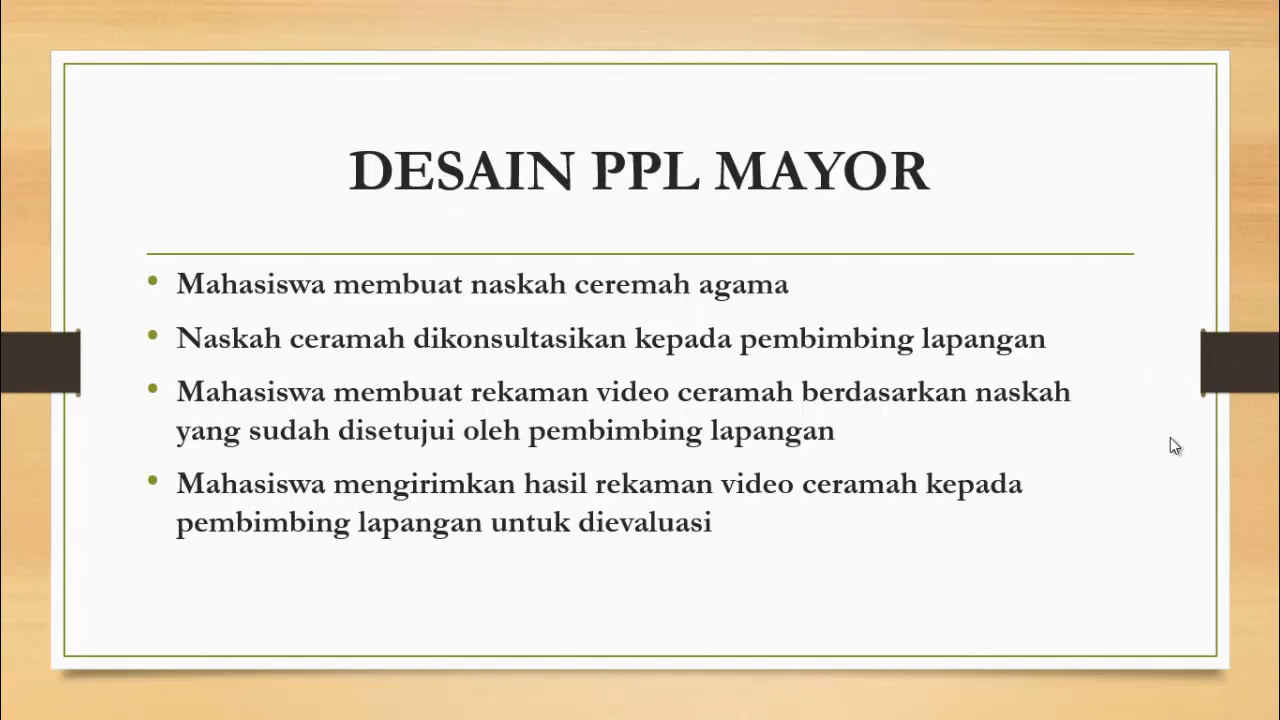 DESAIN PPL MAYOR
• Mahasiswa membuat naskah ceremah agama
• Naskah ceramah dikonsultasikan kepada pembimbing lapangan
• Mahasiswa membuat rekaman video ceramah berdasarkan naskah
yang sudah disetujui oleh pembimbing lapangan
• Mahasiswa mengirimkan hasil rekaman video ceramah kepada
pembimbing lapangan untuk dievaluasi